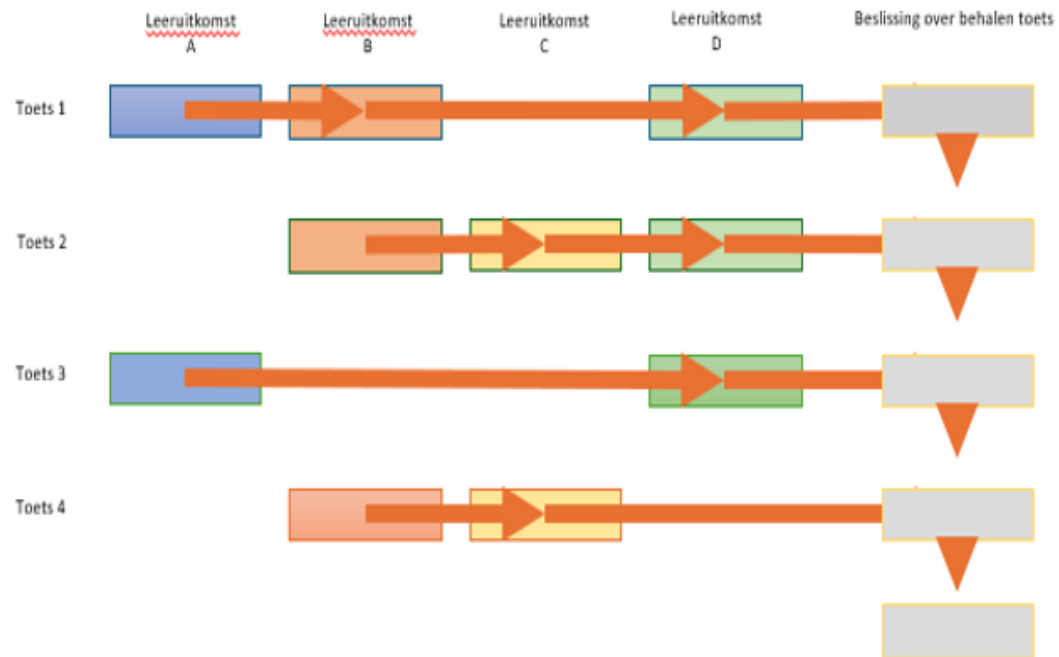 Leeruitkomst
A
Leeruitkomst
B
Leeruitkomst
C
Leeruitkomst
D
Beslissing over behalen toets
Toets 1
Toets 2
Toets 3
Toets 4